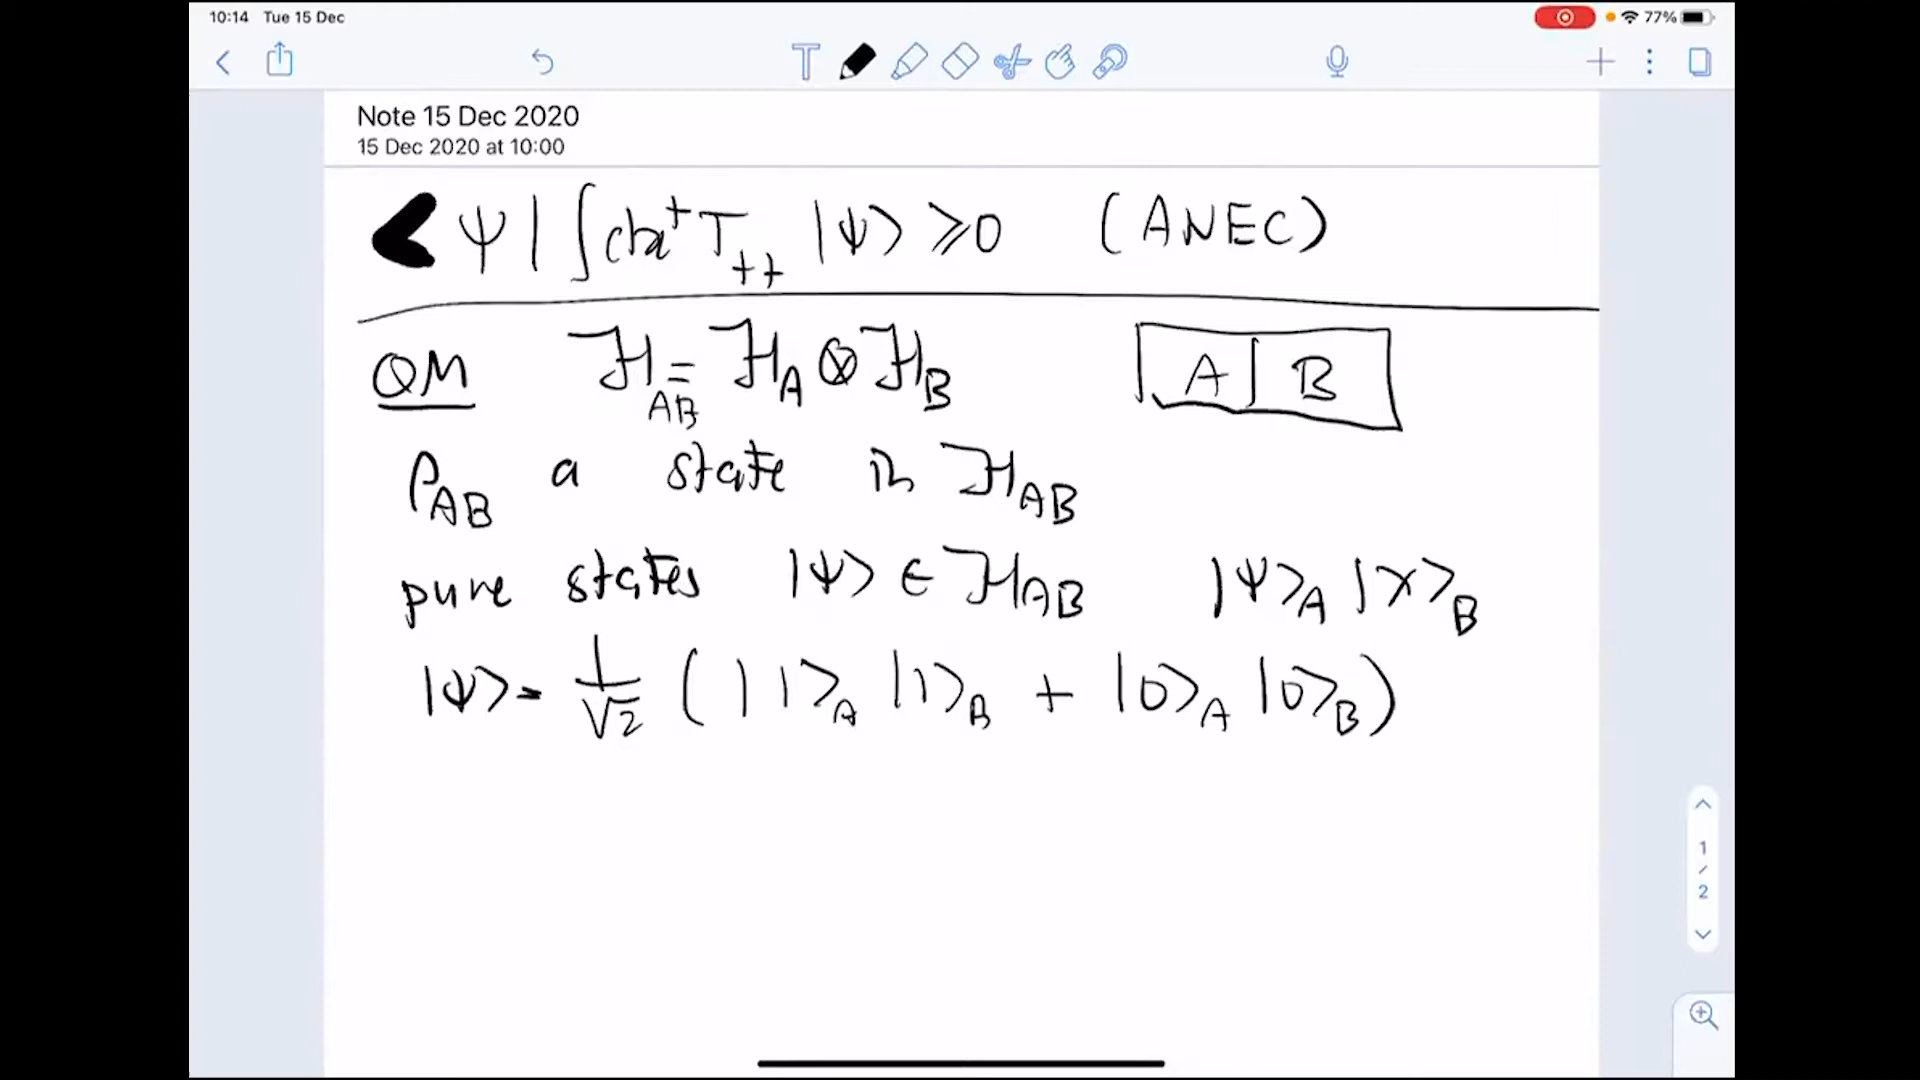 10:14 Tue 15 Dec 77%
T
Note 15 Dec 2020
15 Dec 2020 at 10:00
<ψ| ∫dx⁺ T₊₊ |ψ> ≥ 0 (ANEC)
QM ℋ_AB = ℋ_A ⊗ ℋ_B A B
ρ_AB a state in ℋ_AB
pure states |ψ> ∈ ℋ_AB |ψ>_A |χ>_B
|ψ> = 1/√2 ( |1>_A |1>_B + |0>_A |0>_B )
1
/
2